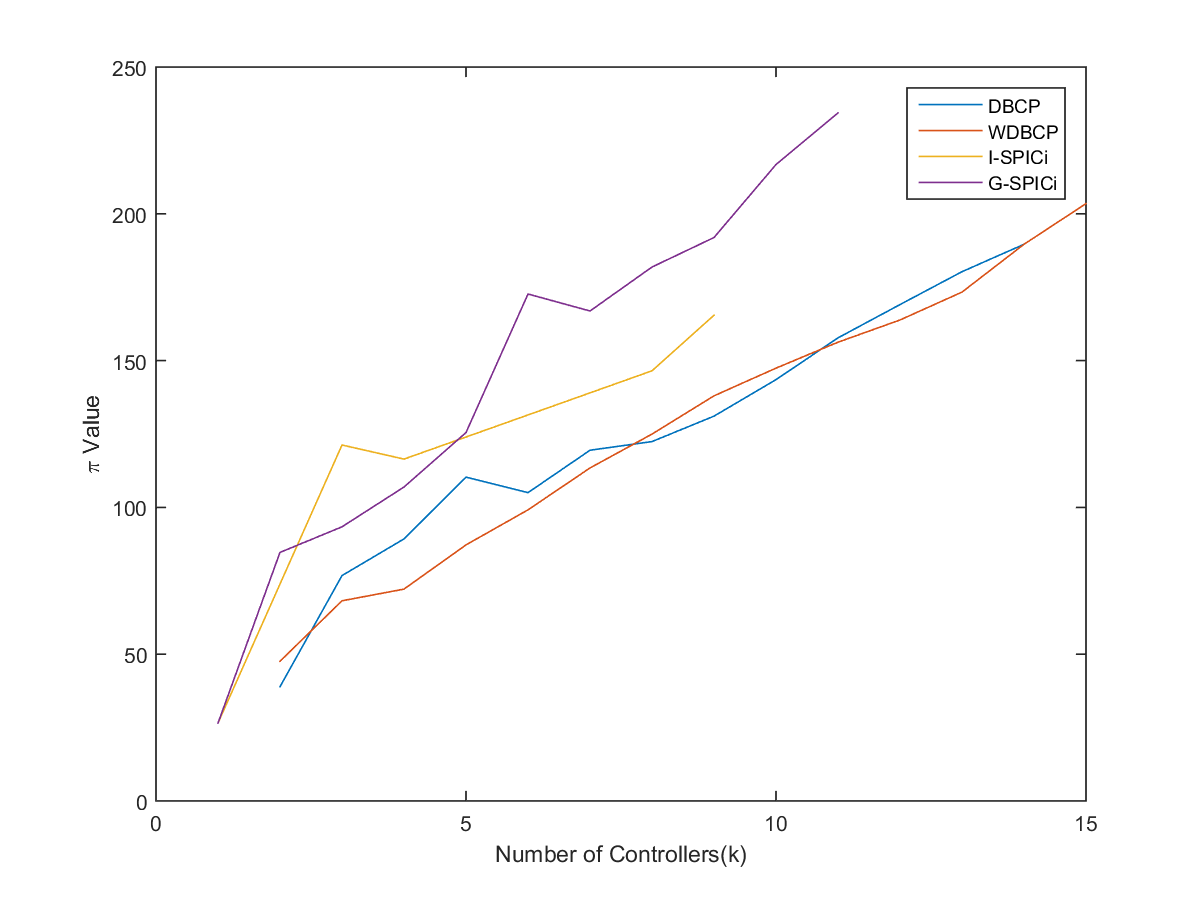 250
200
150
100
50
0
π Value
0 5 10 15
Number of Controllers(k)
DBCP
WDBCP
I-SPICi
G-SPICi